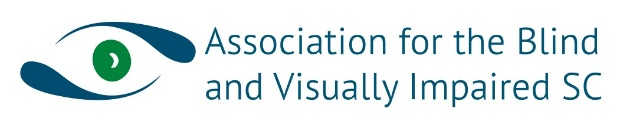 Association for the Blind
and Visually Impaired SC